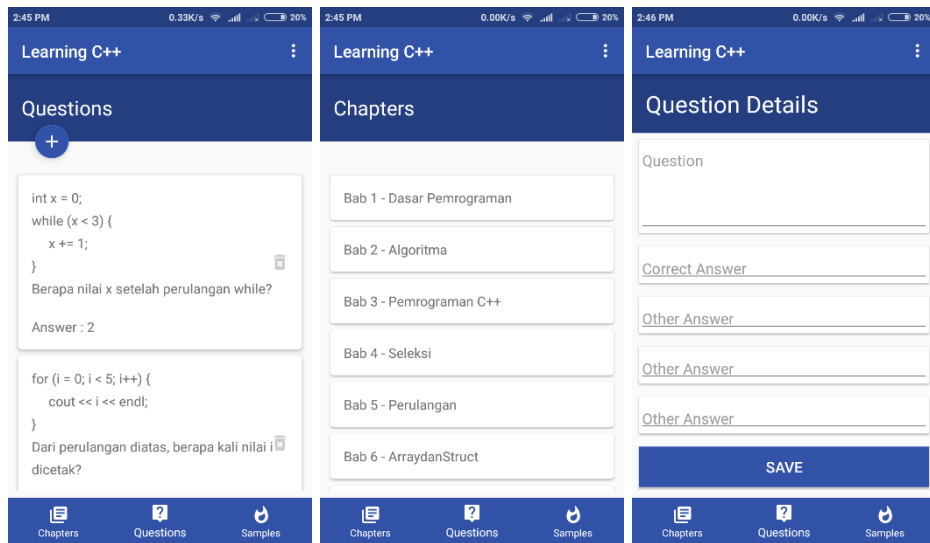 2:45 PM 0.33K/s 20%
Learning C++
Questions
+
int x = 0;
while (x < 3) {
x += 1;
}
Berapa nilai x setelah perulangan while?
Answer : 2
for (i = 0; i < 5; i++) {
cout << i << endl;
}
Dari perulangan diatas, berapa kali nilai i
dicetak?
Chapters Questions Samples
2:45 PM 0.00K/s 20%
Learning C++
Chapters
Bab 1 - Dasar Pemrograman
Bab 2 - Algoritma
Bab 3 - Pemrograman C++
Bab 4 - Seleksi
Bab 5 - Perulangan
Bab 6 - ArraydanStruct
Chapters Questions Samples
2:46 PM 0.00K/s 20%
Learning C++
Question Details
Question
Correct Answer
Other Answer
Other Answer
Other Answer
SAVE
Chapters Questions Samples